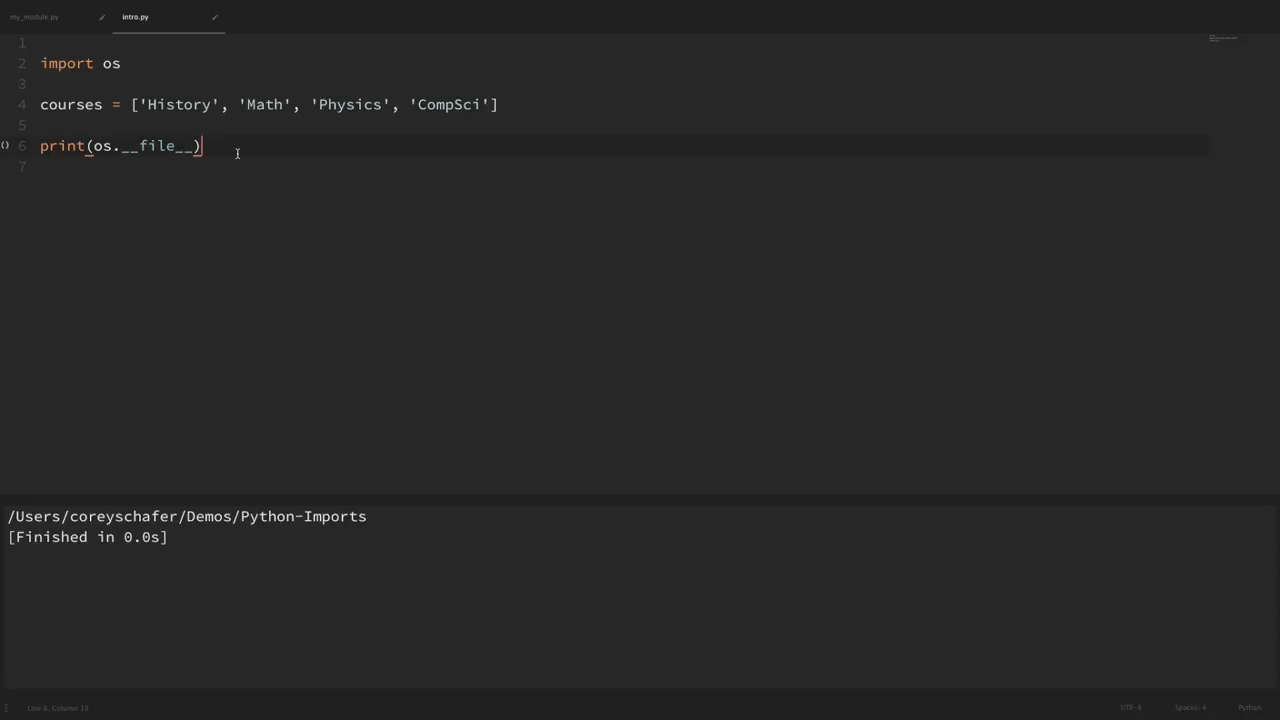 my_module.py intro.py
1
2 import os
3
4 courses = ['History', 'Math', 'Physics', 'CompSci']
5
() 6 print(os.__file__)
7
/Users/coreyschafer/Demos/Python-Imports
[Finished in 0.0s]
Line 6, Column 19 UTF-8 Spaces: 4 Python